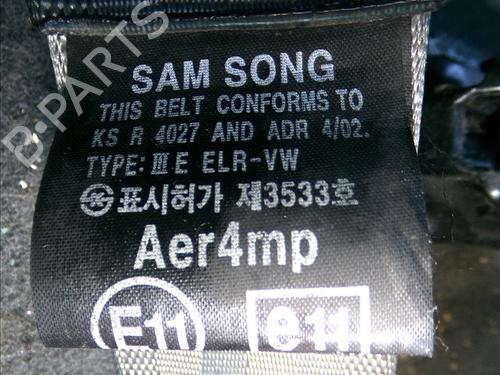 B-PARTS
SAM SONG
THIS BELT CONFORMS TO
KS R 4027 AND ADR 4/02.
TYPE: Ⅲ E ELR-VW
㉿ 표시허가 제3533호
Aer4mp
E11 e11